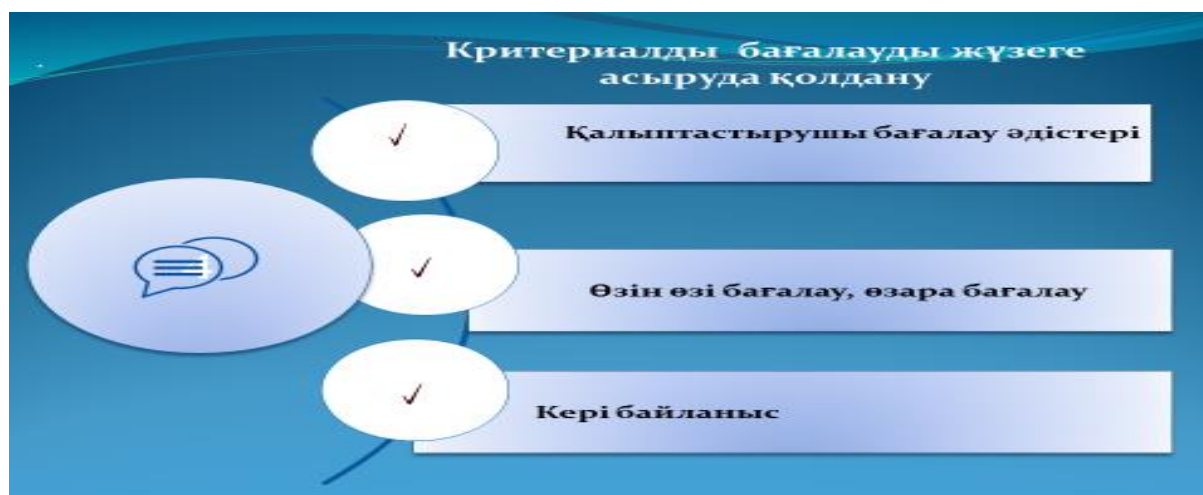 Критериалды бағалауды жүзеге
асыруда қолдану
Қалыптастырушы бағалау әдістері
Өзін өзі бағалау, өзара бағалау
Кері байланыс